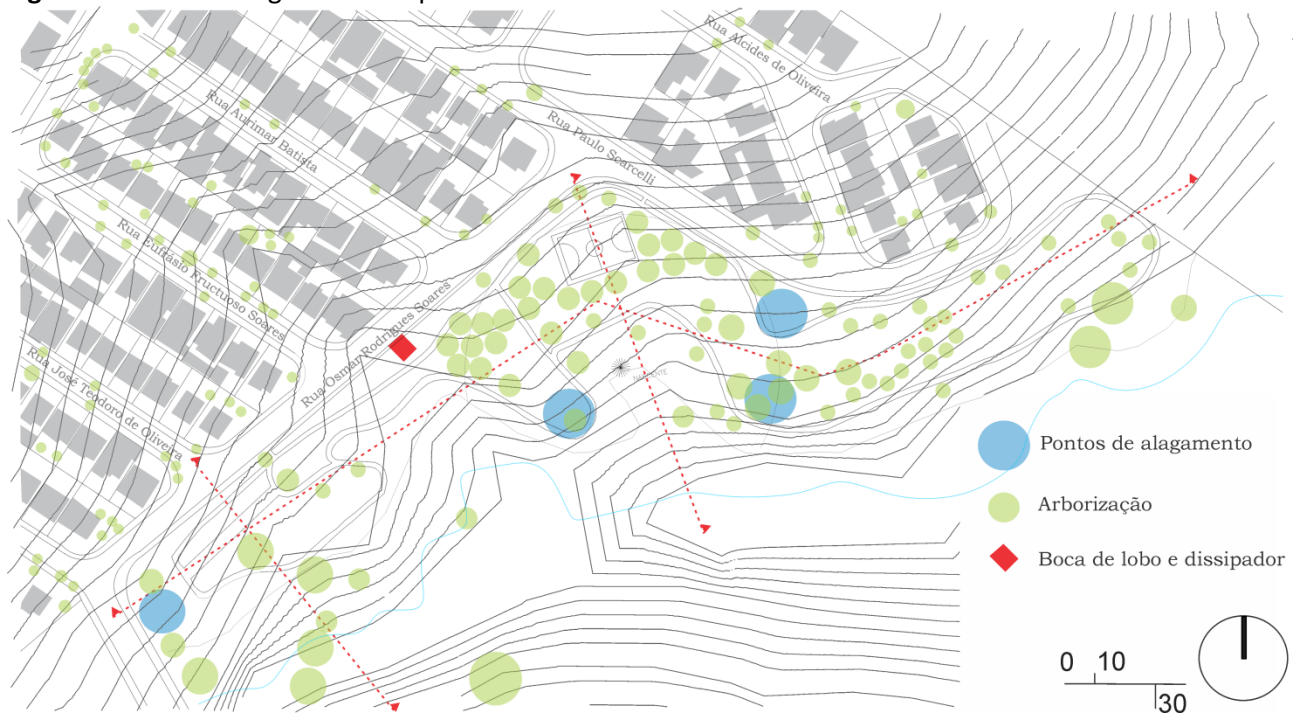 Rua Alcides de Oliveira
Rua Aurimar Batista
Rua Paulo Scarcelli
Rua Eufrásio Fructuoso Soares
Rua Osmar Rodrigues Soares
Rua José Teodoro de Oliveira
NASCENTE
Pontos de alagamento
Arborização
Boca de lobo e dissipador
0 10
30